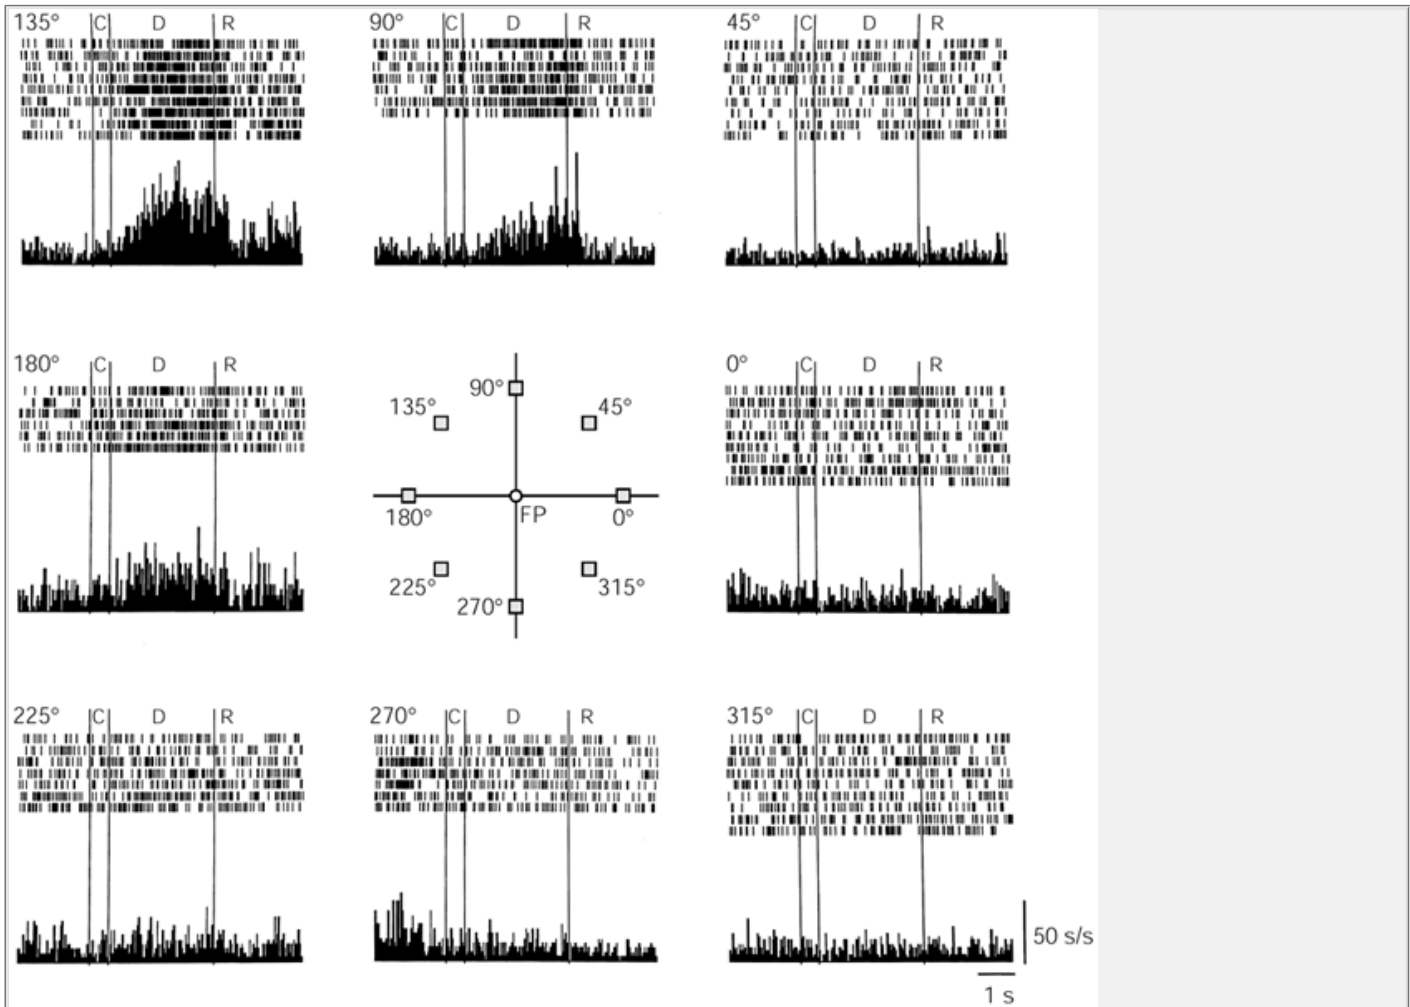 135° C D R
90° C D R
45° C D R
180° C D R
90°
135°
45°
180°
FP
0°
225°
315°
270°
0° C D R
225° C D R
270° C D R
315° C D R
50 s/s
1 s